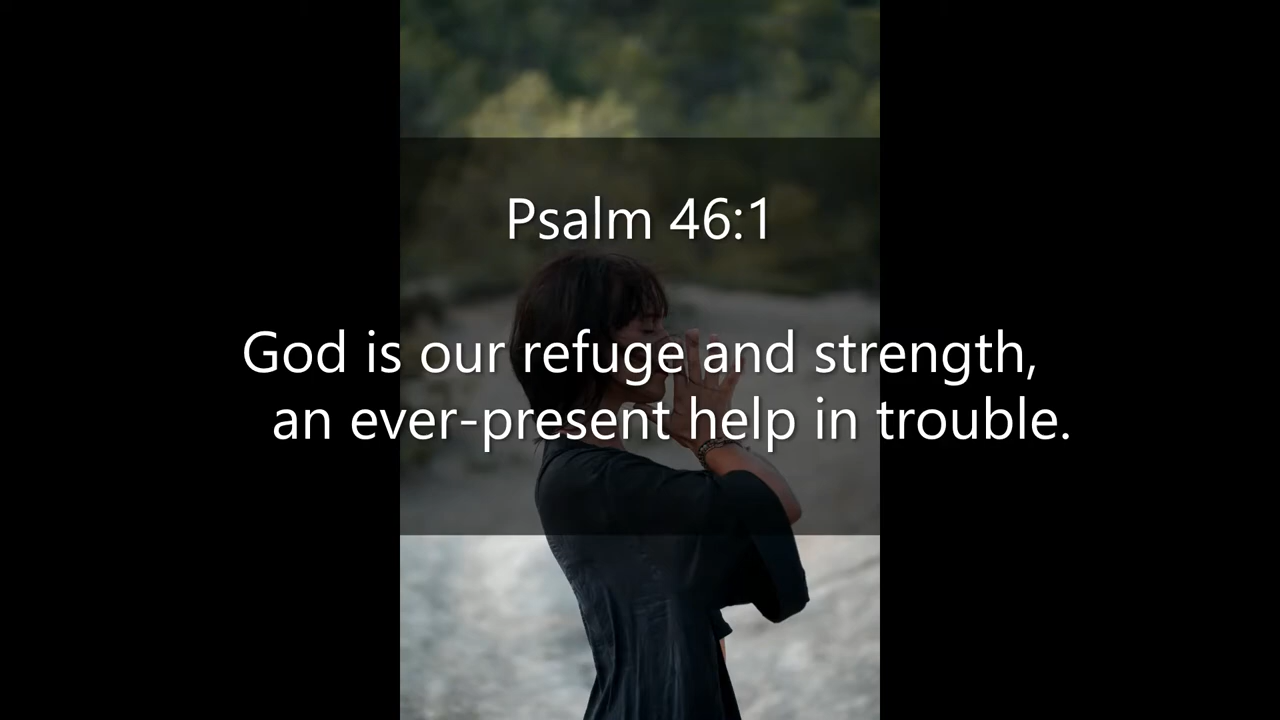 Psalm 46:1
God is our refuge and strength,
an ever-present help in trouble.